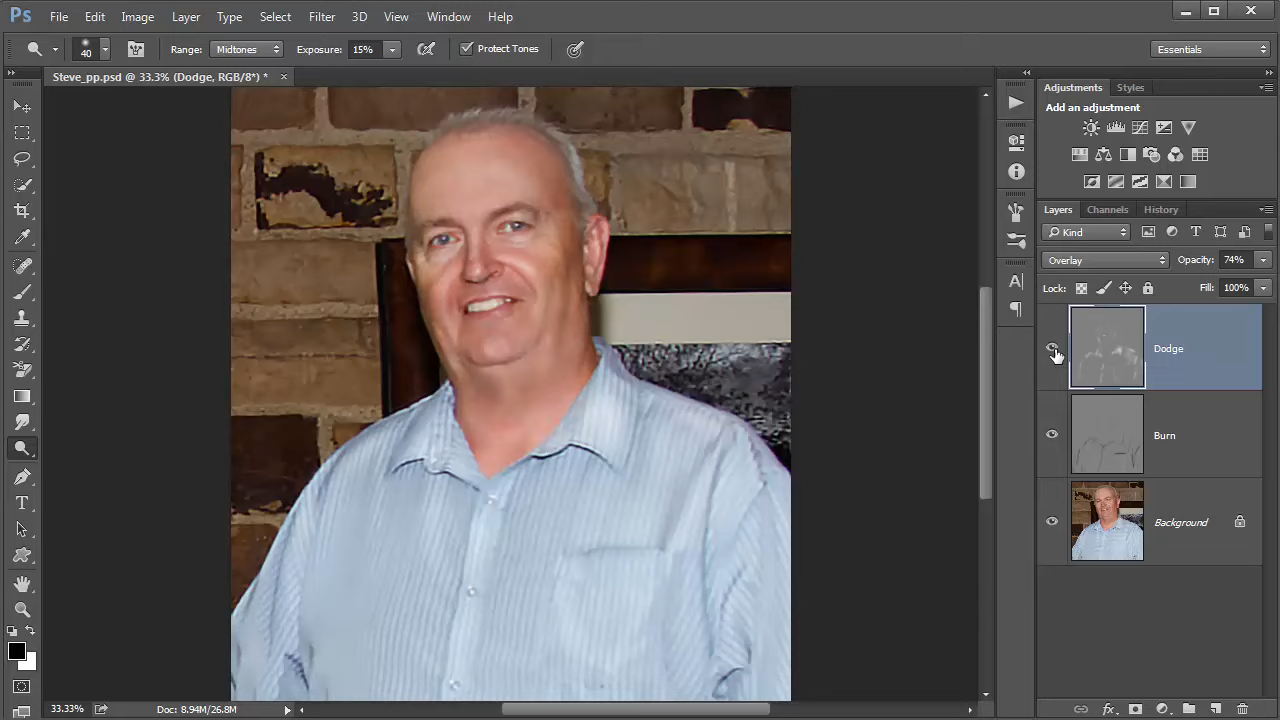 Ps File Edit Image Layer Type Select Filter 3D View Window Help
40 Range: Midtones Exposure: 15% Protect Tones Essentials
Steve_pp.psd @ 33.3% (Dodge, RGB/8*) *
Adjustments Styles
Add an adjustment
Layers Channels History
Kind
Overlay Opacity: 74%
Lock: Fill: 100%
Dodge
Burn
Background
33.33% Doc: 8.94M/26.8M